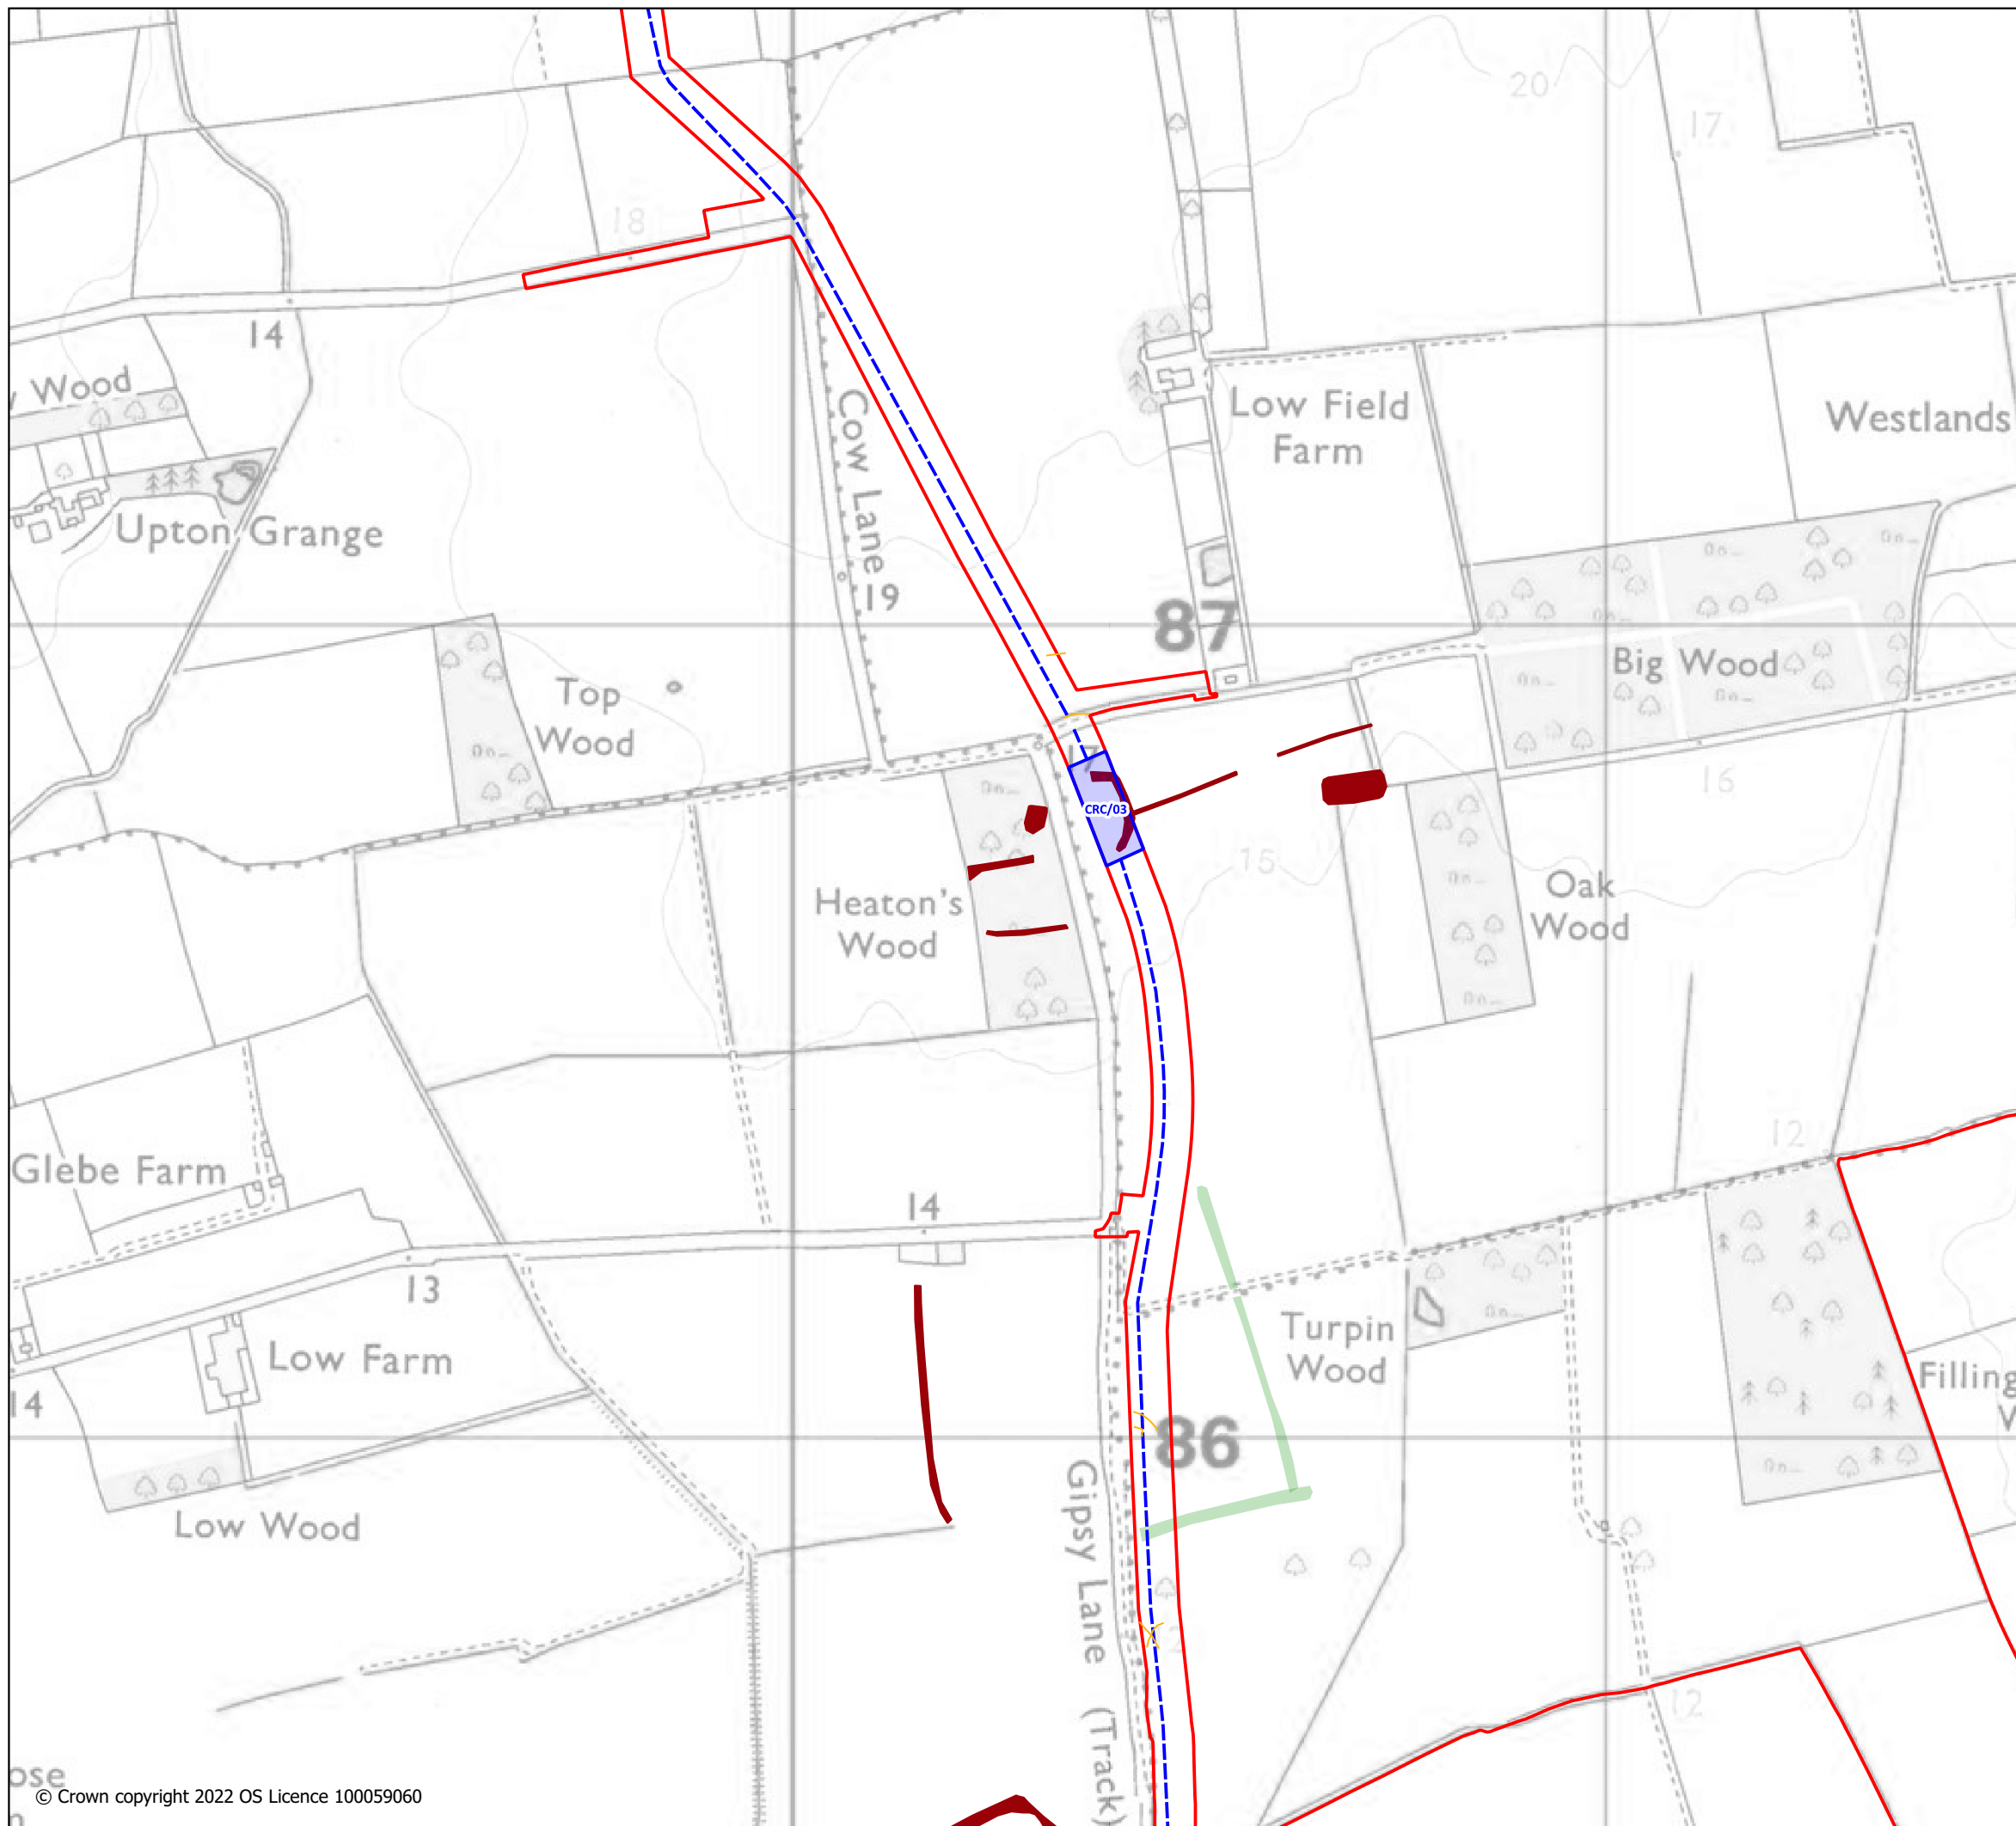 20
17
18
14
Wood
Cow Lane
Low Field
Farm
Westlands
Upton Grange
19
87
Big Wood
Top
Wood
17
16
CRC/03
15
Heaton's
Wood
Oak
Wood
12
Glebe Farm
14
13
Turpin
Wood
Low Farm
14
Filling
86
Gipsy Lane (Track)
Low Wood
12
ose
© Crown copyright 2022 OS Licence 100059060